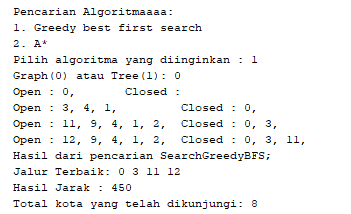 Pencarian Algoritmaaaa:
1. Greedy best first search
2. A*
Pilih algoritma yang diinginkan : 1
Graph(0) atau Tree(1): 0
Open : 0, Closed :
Open : 3, 4, 1, Closed : 0,
Open : 11, 9, 4, 1, 2, Closed : 0, 3,
Open : 12, 9, 4, 1, 2, Closed : 0, 3, 11,
Hasil dari pencarian SearchGreedyBFS;
Jalur Terbaik: 0 3 11 12
Hasil Jarak : 450
Total kota yang telah dikunjungi: 8